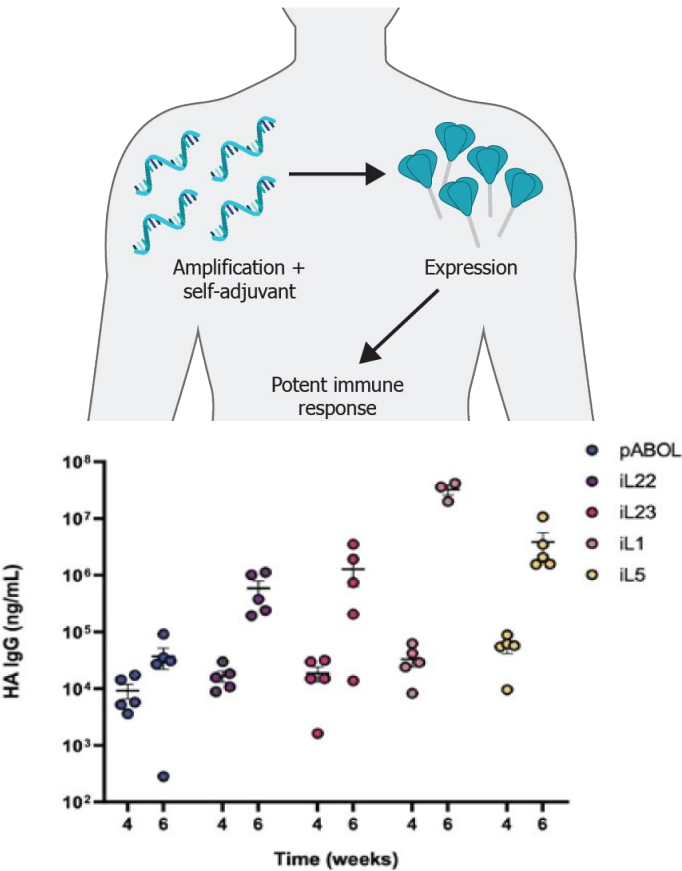 Amplification +
self-adjuvant
Expression
Potent immune
response
pABOL
iL22
iL23
iL1
iL5
HA IgG (ng/mL)
10⁸
10⁷
10⁶
10⁵
10⁴
10³
10²
4 6 4 6 4 6 4 6 4 6
Time (weeks)